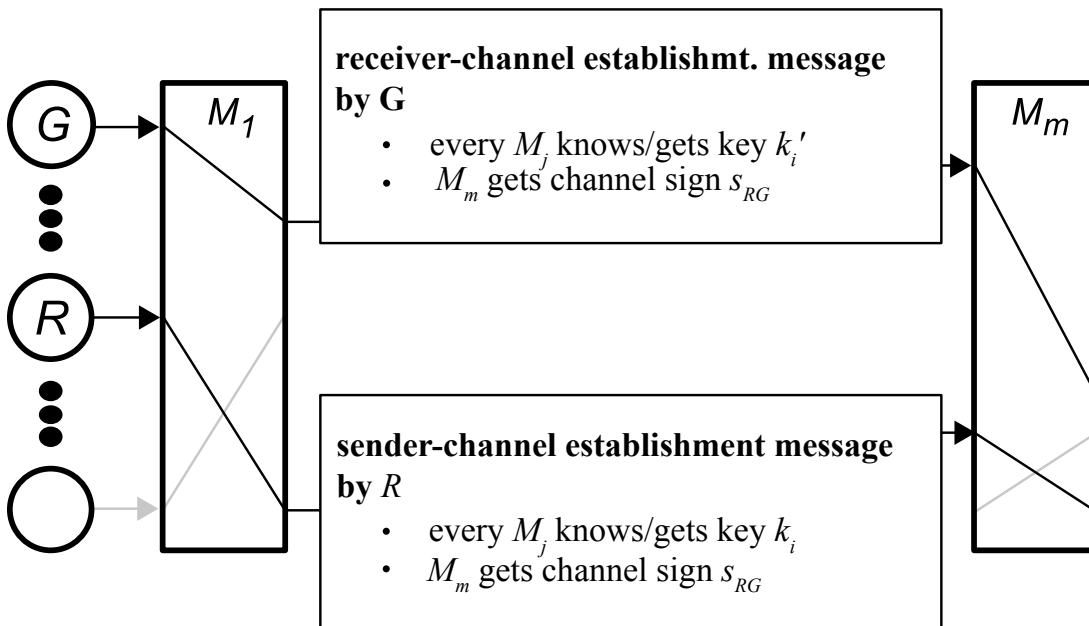 G
M1
receiver-channel establishmt. message
by G
• every Mj knows/gets key ki'
• Mm gets channel sign sRG
Mm
R
sender-channel establishment message
by R
• every Mj knows/gets key ki
• Mm gets channel sign sRG